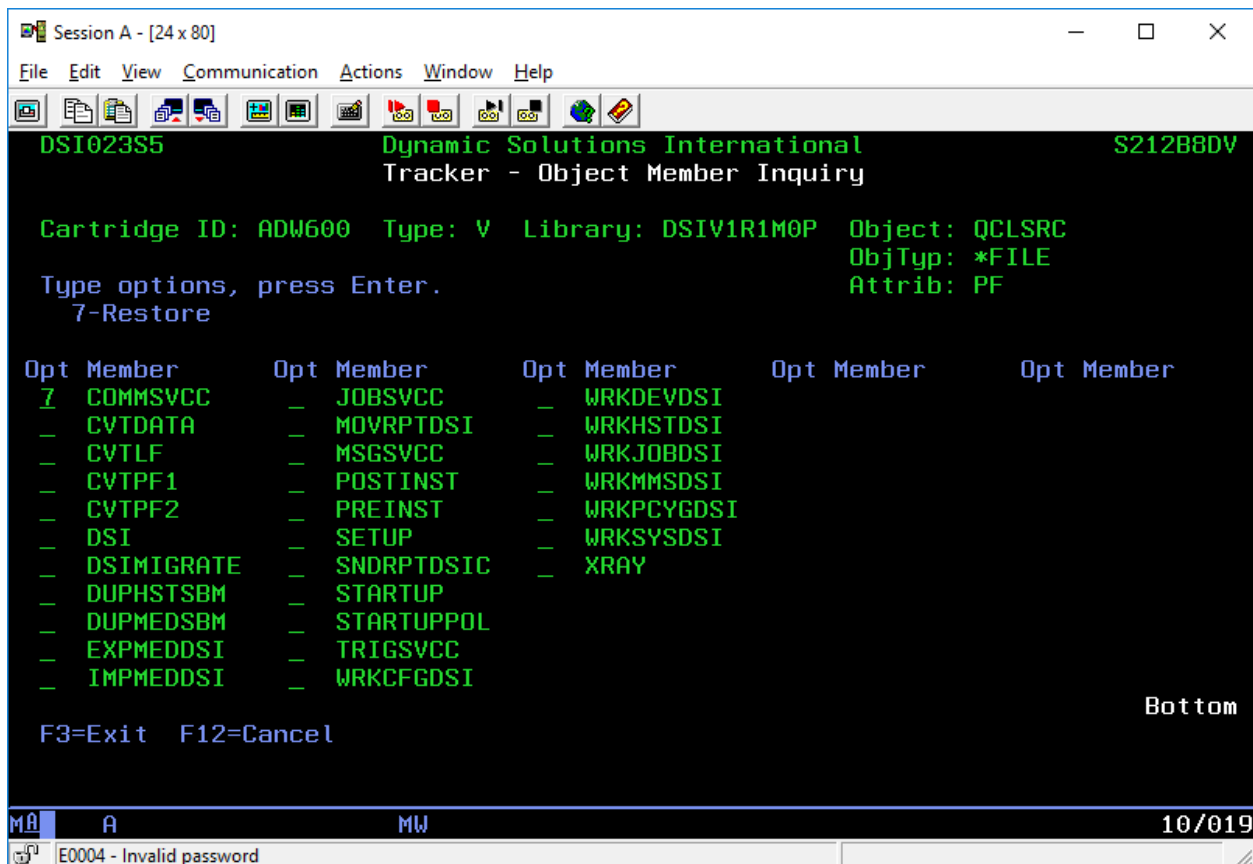 Session A - [24 x 80]
File Edit View Communication Actions Window Help
DSI023S5 Dynamic Solutions International S212B8DV
Tracker - Object Member Inquiry
Cartridge ID: ADW600 Type: V Library: DSIV1R1M0P Object: QCLSRC
ObjTyp: *FILE
Type options, press Enter. Attrib: PF
7-Restore
Opt Member Opt Member Opt Member Opt Member Opt Member
7 COMMSVCC _ JOBSVCC _ WRKDEVDSI
_ CVTDATA _ MOVRPTDSI _ WRKHSTDSI
_ CVTLF _ MSGSVCC _ WRKJOBDSI
_ CVTPF1 _ POSTINST _ WRKMMSDSI
_ CVTPF2 _ PREINST _ WRKPCYGDSI
_ DSI _ SETUP _ WRKSYSDSI
_ DSIMIGRATE _ SNDRPTDSIC _ XRAY
_ DUPHSTSBM _ STARTUP
_ DUPMEDSBM _ STARTUPPOL
_ EXPMEDDSI _ TRIGSVCC
_ IMPMEDDSI _ WRKCFGDSI
Bottom
F3=Exit F12=Cancel
MA A MW 10/019
E0004 - Invalid password